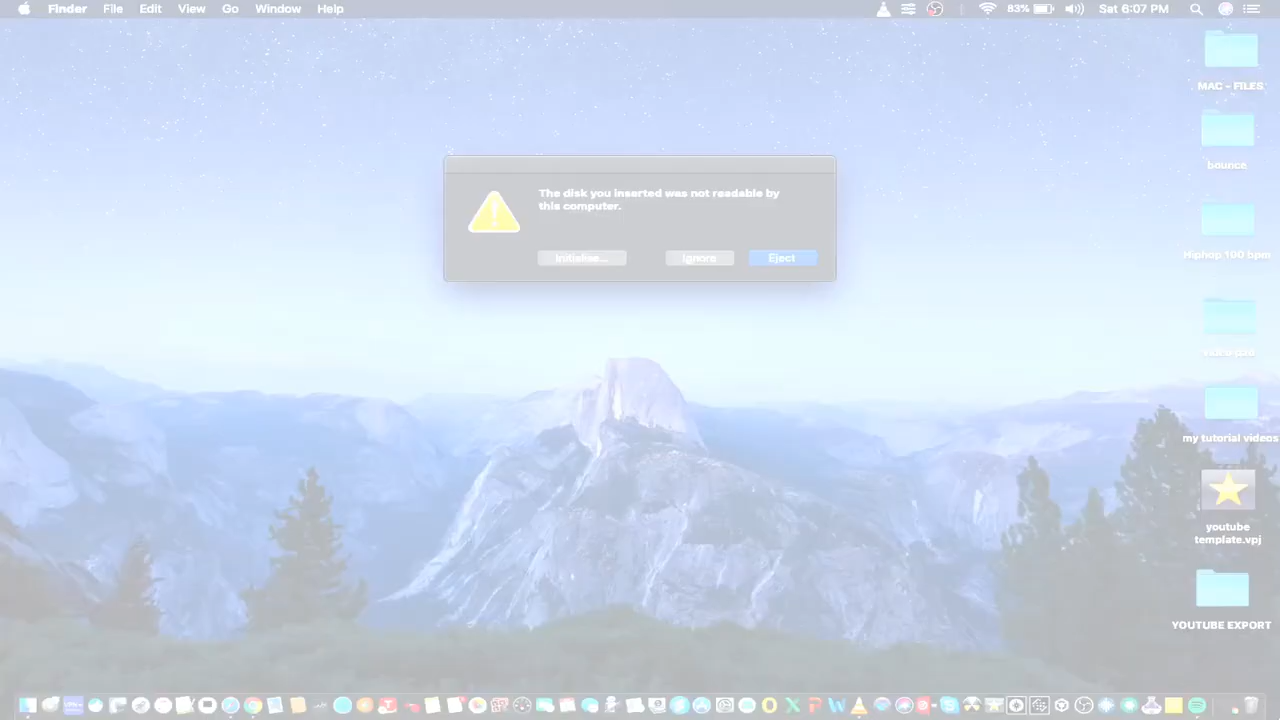 Finder File Edit View Go Window Help
83% Sat 6:07 PM
MAC - FILES
bounce
The disk you inserted was not readable by
this computer.
Initialise... Ignore Eject
Hiphop 100 bpm
my tutorial videos
youtube
template.vpj
YOUTUBE EXPORT